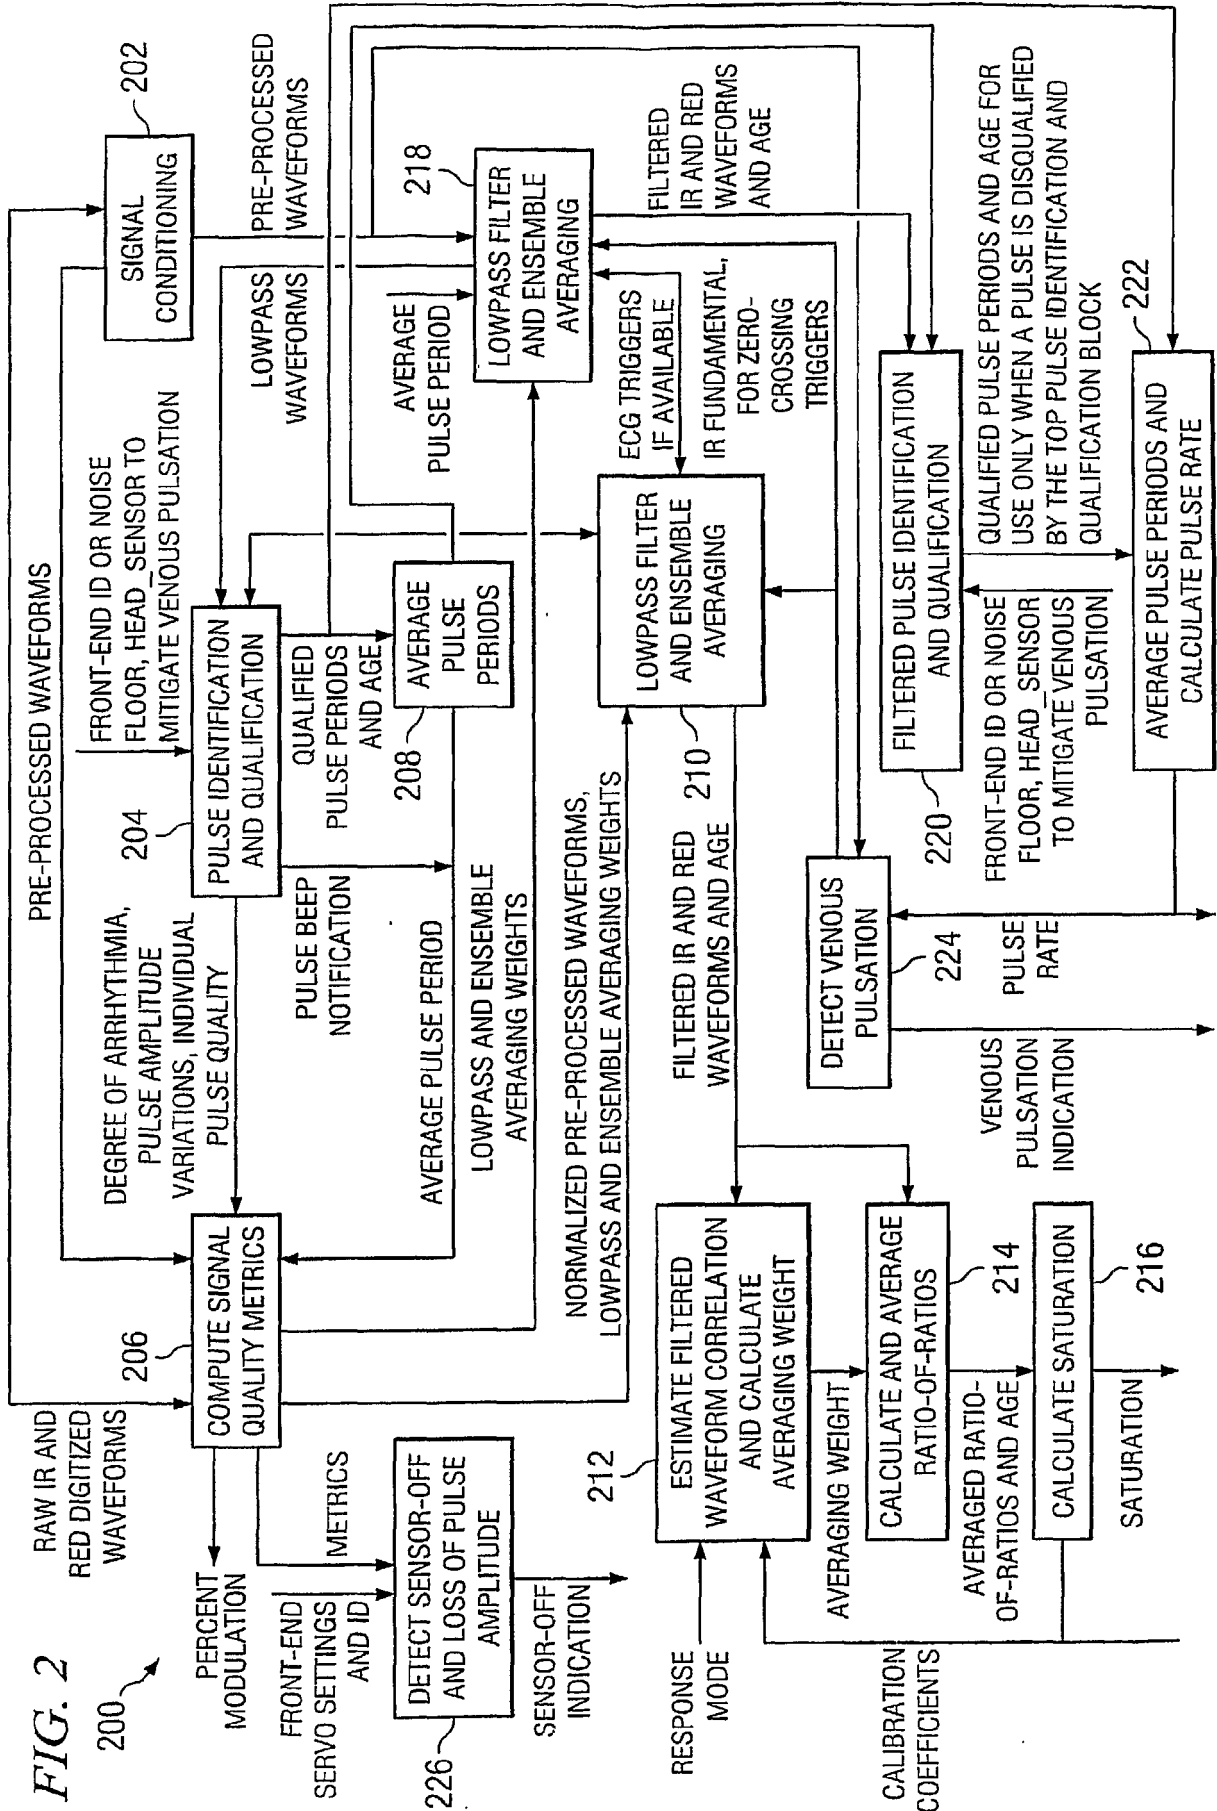 FIG. 2
200
RAW IR AND
RED DIGITIZED
WAVEFORMS
PRE-PROCESSED WAVEFORMS
SIGNAL
CONDITIONING
202
PRE-PROCESSED
WAVEFORMS
FRONT-END ID OR NOISE
FLOOR, HEAD_SENSOR TO
MITIGATE VENOUS PULSATION
LOWPASS
WAVEFORMS
DEGREE OF ARRHYTHMIA,
PULSE AMPLITUDE
VARIATIONS, INDIVIDUAL
PULSE QUALITY
204
PULSE IDENTIFICATION
AND QUALIFICATION
206
COMPUTE SIGNAL
QUALITY METRICS
PERCENT
MODULATION
METRICS
FRONT-END
SERVO SETTINGS
AND ID
DETECT SENSOR-OFF
AND LOSS OF PULSE
AMPLITUDE
226
SENSOR-OFF
INDICATION
PULSE BEEP
NOTIFICATION
QUALIFIED
PULSE PERIODS
AND AGE
208
AVERAGE
PULSE
PERIODS
AVERAGE PULSE PERIOD
AVERAGE
PULSE PERIOD
218
LOWPASS FILTER
AND ENSEMBLE
AVERAGING
LOWPASS AND ENSEMBLE
AVERAGING WEIGHTS
NORMALIZED PRE-PROCESSED WAVEFORMS,
LOWPASS AND ENSEMBLE AVERAGING WEIGHTS
ECG TRIGGERS
IF AVAILABLE
FILTERED
IR AND RED
WAVEFORMS
AND AGE
IR FUNDAMENTAL,
FOR ZERO-
CROSSING
TRIGGERS
LOWPASS FILTER
AND ENSEMBLE
AVERAGING
210
FILTERED IR AND RED
WAVEFORMS AND AGE
212
ESTIMATE FILTERED
WAVEFORM CORRELATION
AND CALCULATE
AVERAGING WEIGHT
RESPONSE
MODE
AVERAGING WEIGHT
CALCULATE AND AVERAGE
RATIO-OF-RATIOS
214
AVERAGED RATIO-
OF-RATIOS AND AGE
CALCULATE SATURATION
216
SATURATION
CALIBRATION
COEFFICIENTS
DETECT VENOUS
PULSATION
224
VENOUS
PULSATION
INDICATION
PULSE
RATE
FILTERED PULSE IDENTIFICATION
AND QUALIFICATION
220
FRONT-END ID OR NOISE
FLOOR, HEAD_SENSOR
TO MITIGATE VENOUS
PULSATION
QUALIFIED PULSE PERIODS AND AGE FOR
USE ONLY WHEN A PULSE IS DISQUALIFIED
BY THE TOP PULSE IDENTIFICATION AND
QUALIFICATION BLOCK
222
AVERAGE PULSE PERIODS AND
CALCULATE PULSE RATE